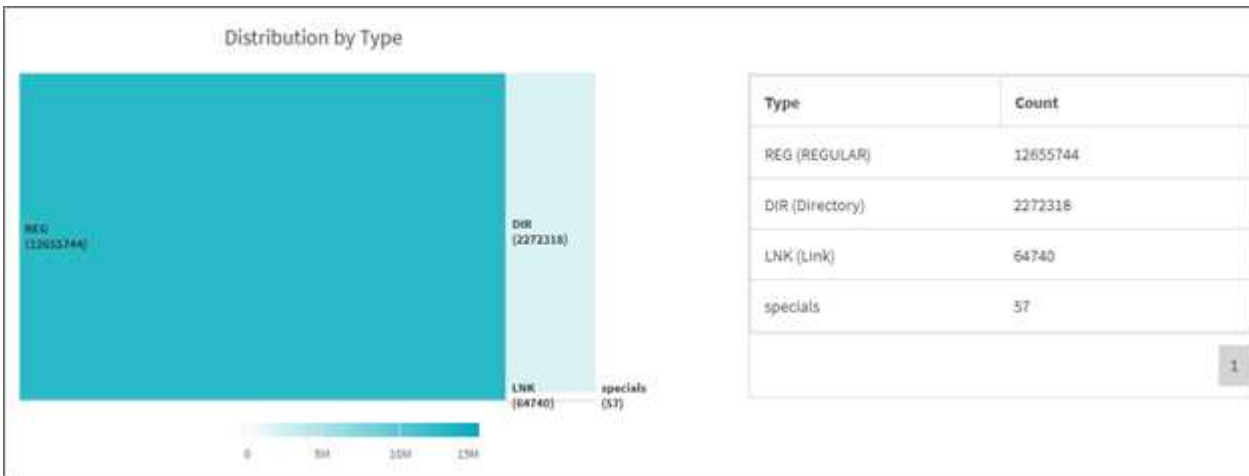 Distribution by Type
REG
(12655744)
DIR
(2272318)
LNK
(64740)
specials
(57)
0 5M 10M 15M
Type Count
REG (REGULAR) 12655744
DIR (Directory) 2272318
LNK (Link) 64740
specials 57
1